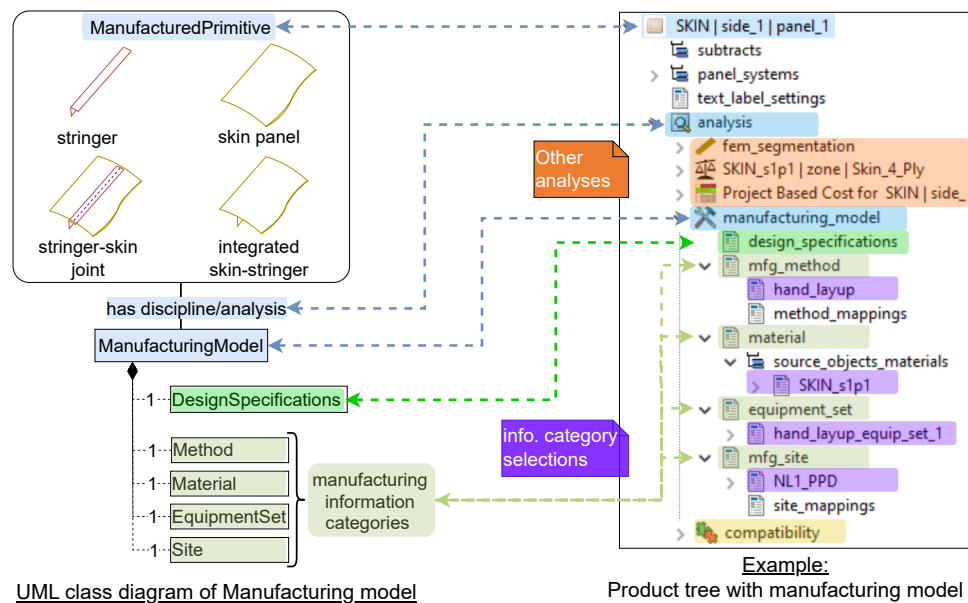 ManufacturedPrimitive
stringer
skin panel
stringer-skin
joint
integrated
skin-stringer
has discipline/analysis
ManufacturingModel
1
DesignSpecifications
1
Method
1
Material
1
EquipmentSet
1
Site
manufacturing
information
categories
UML class diagram of Manufacturing model
Other
analyses
info. category
selections
SKIN | side_1 | panel_1
subtracts
panel_systems
text_label_settings
analysis
fem_segmentation
SKIN_s1p1 | zone | Skin_4_Ply
Project Based Cost for SKIN | side_
manufacturing_model
design_specifications
mfg_method
hand_layup
method_mappings
material
source_objects_materials
SKIN_s1p1
equipment_set
hand_layup_equip_set_1
mfg_site
NL1_PPD
site_mappings
compatibility
Example:
Product tree with manufacturing model